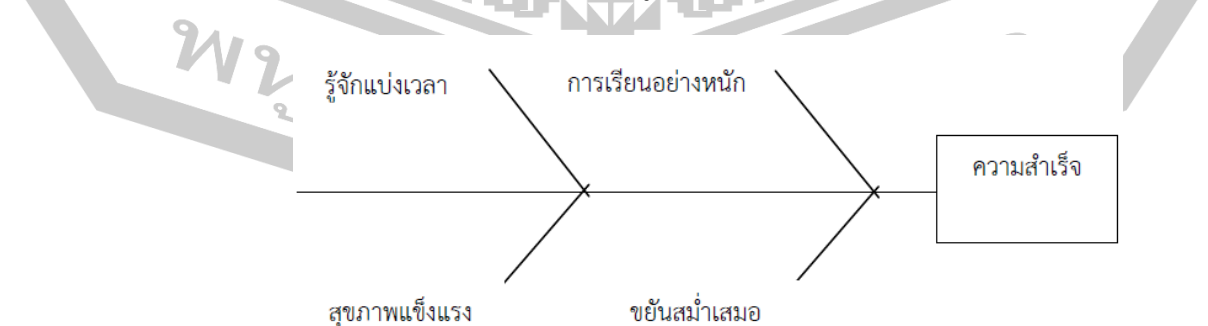 รู้จักแบ่งเวลา
การเรียนอย่างหนัก
ความสำเร็จ
สุขภาพแข็งแรง
ขยันสม่ำเสมอ